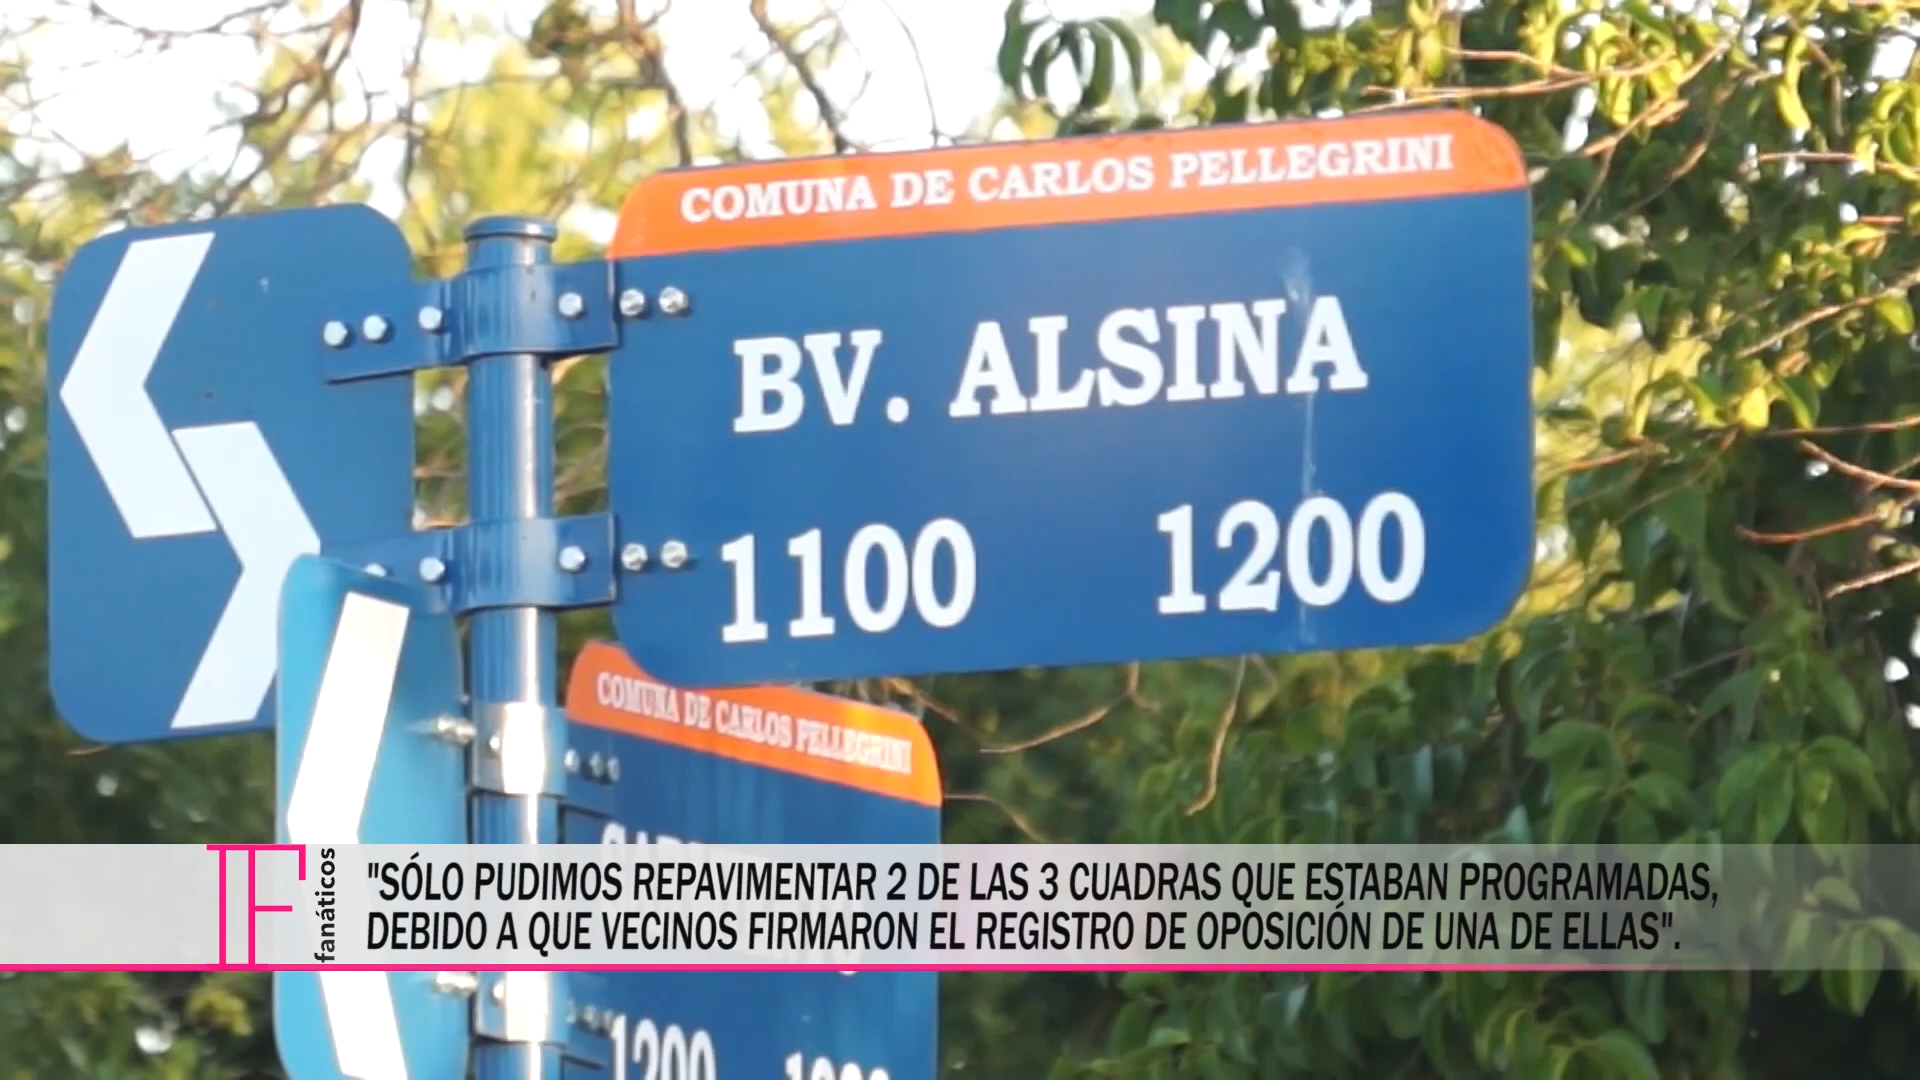 COMUNA DE CARLOS PELLEGRINI
BV. ALSINA
1100 1200
COMUNA DE CARLOS PELLEGRINI
fanáticos
"SÓLO PUDIMOS REPAVIMENTAR 2 DE LAS 3 CUADRAS QUE ESTABAN PROGRAMADAS,
DEBIDO A QUE VECINOS FIRMARON EL REGISTRO DE OPOSICIÓN DE UNA DE ELLAS".
1200